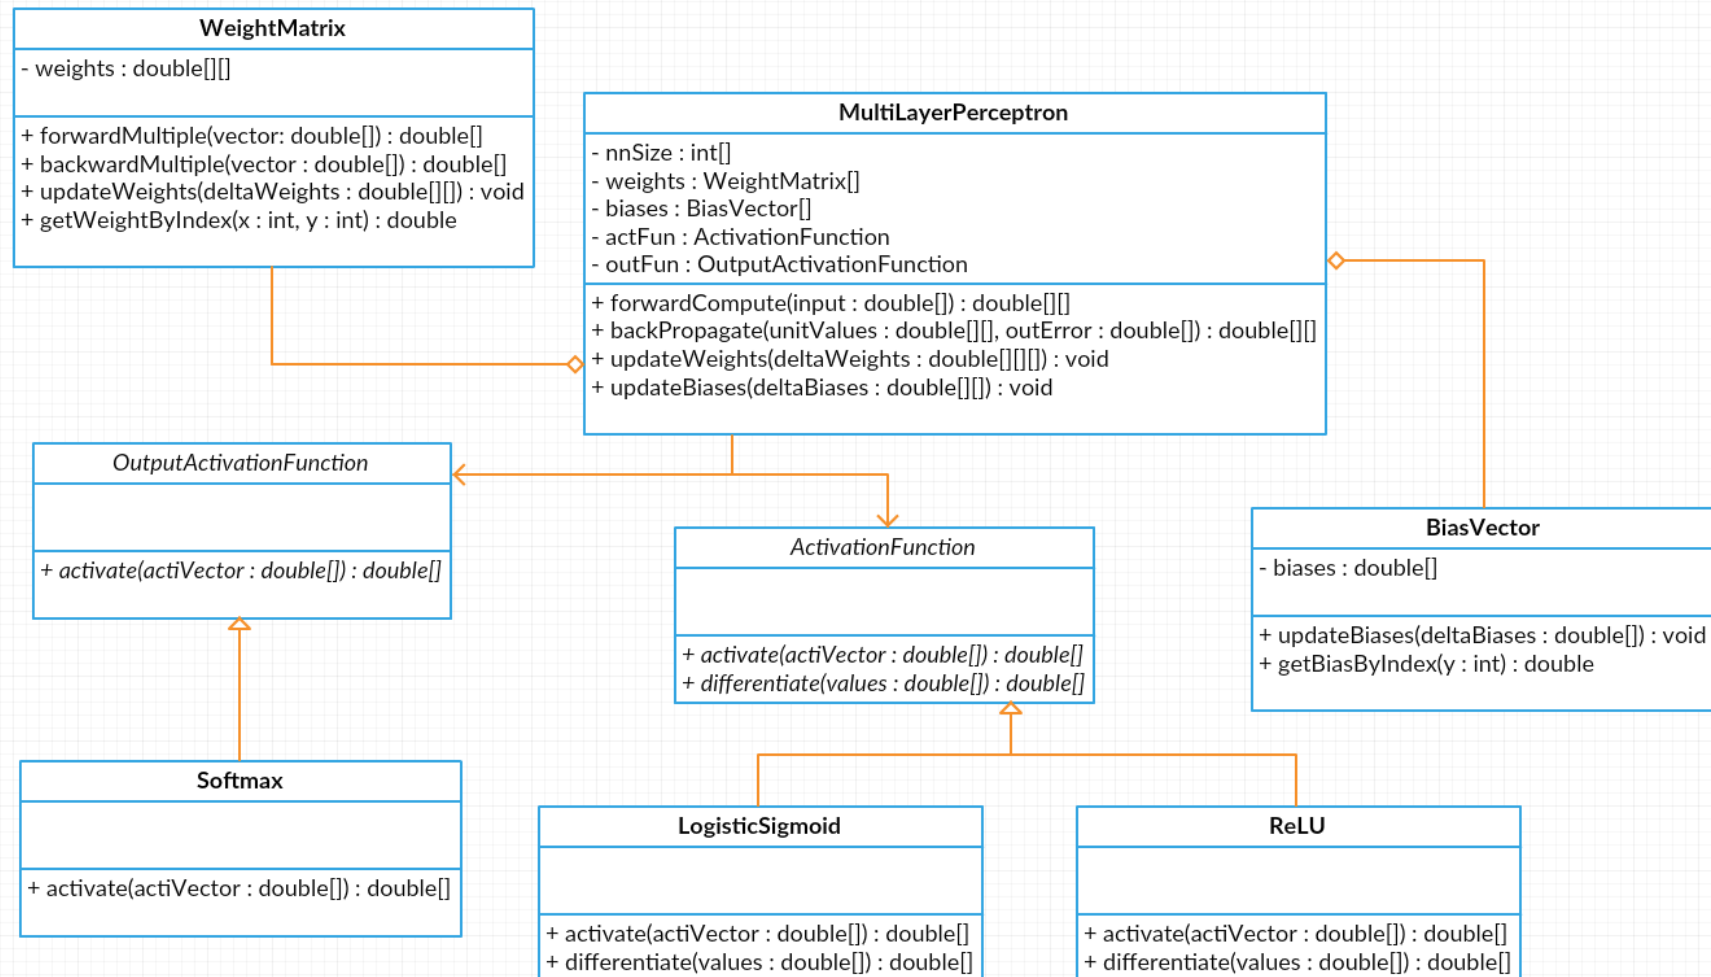 WeightMatrix
- weights : double[][]
+ forwardMultiple(vector: double[]) : double[]
+ backwardMultiple(vector : double[]) : double[]
+ updateWeights(deltaWeights : double[][]) : void
+ getWeightByIndex(x : int, y : int) : double
MultiLayerPerceptron
- nnSize : int[]
- weights : WeightMatrix[]
- biases : BiasVector[]
- actFun : ActivationFunction
- outFun : OutputActivationFunction
+ forwardCompute(input : double[]) : double[][]
+ backPropagate(unitValues : double[][], outError : double[]) : double[][]
+ updateWeights(deltaWeights : double[][][]) : void
+ updateBiases(deltaBiases : double[][]) : void
OutputActivationFunction
+ activate(actiVector : double[]) : double[]
ActivationFunction
+ activate(actiVector : double[]) : double[]
+ differentiate(values : double[]) : double[]
BiasVector
- biases : double[]
+ updateBiases(deltaBiases : double[]) : void
+ getBiasByIndex(y : int) : double
Softmax
+ activate(actiVector : double[]) : double[]
LogisticSigmoid
+ activate(actiVector : double[]) : double[]
+ differentiate(values : double[]) : double[]
ReLU
+ activate(actiVector : double[]) : double[]
+ differentiate(values : double[]) : double[]